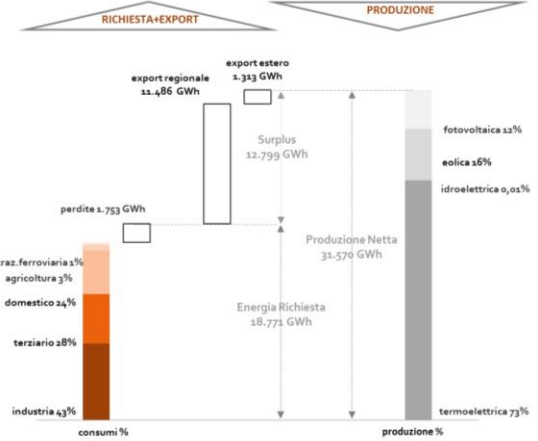 RICHIESTA+EXPORT
PRODUZIONE
export estero
1.313 GWh
export regionale
11.486 GWh
fotovoltaica 12%
Surplus
12.799 GWh
eolica 16%
idroelettrica 0,01%
perdite 1.753 GWh
Produzione Netta
31.570 GWh
traz.ferroviaria 1%
agricoltura 3%
domestico 24%
Energia Richiesta
18.771 GWh
terziario 28%
industria 43%
termoelettrica 73%
consumi %
produzione %